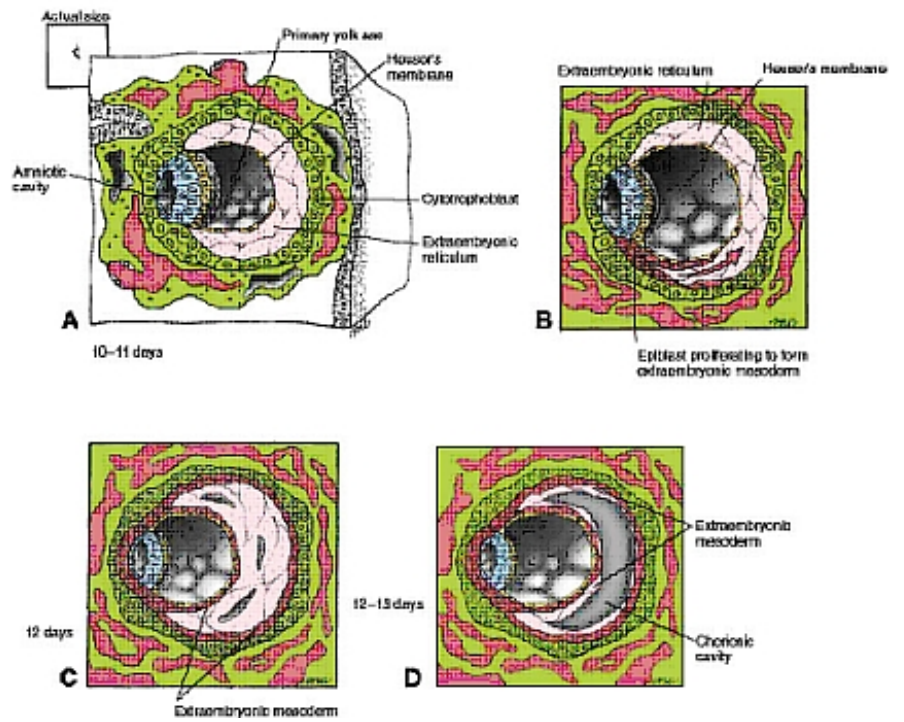 Actual size
Primary yolk sac
Heuser's
membrane
Amniotic
cavity
Cytotrophoblast
Extraembryonic
reticulum
A
10–11 days
Extraembryonic reticulum
Heuser's membrane
B
Epiblast proliferating to form
extraembryonic mesoderm
12 days
C
Extraembryonic mesoderm
12–13 days
D
Extraembryonic
mesoderm
Chorionic
cavity